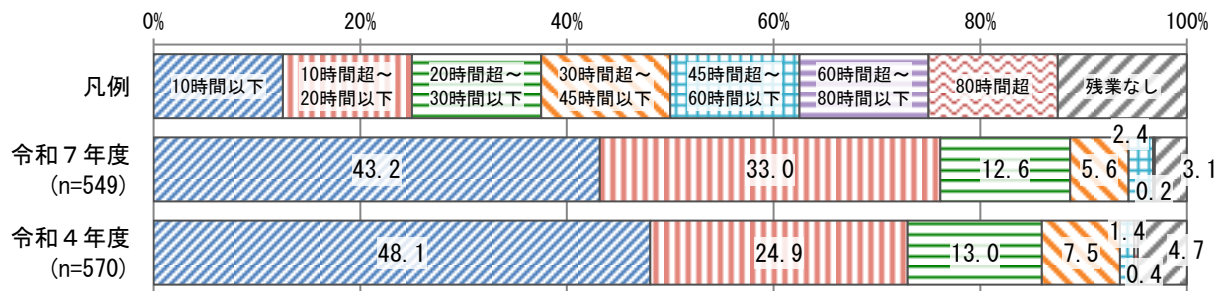 0% 20% 40% 60% 80% 100%
凡例
10時間以下
10時間超～
20時間以下
20時間超～
30時間以下
30時間超～
45時間以下
45時間超～
60時間以下
60時間超～
80時間以下
80時間超
残業なし
令和７年度
(n=549)
43.2 33.0 12.6 5.6 2.4 0.2 3.1
令和４年度
(n=570)
48.1 24.9 13.0 7.5 1.4 0.4 4.7